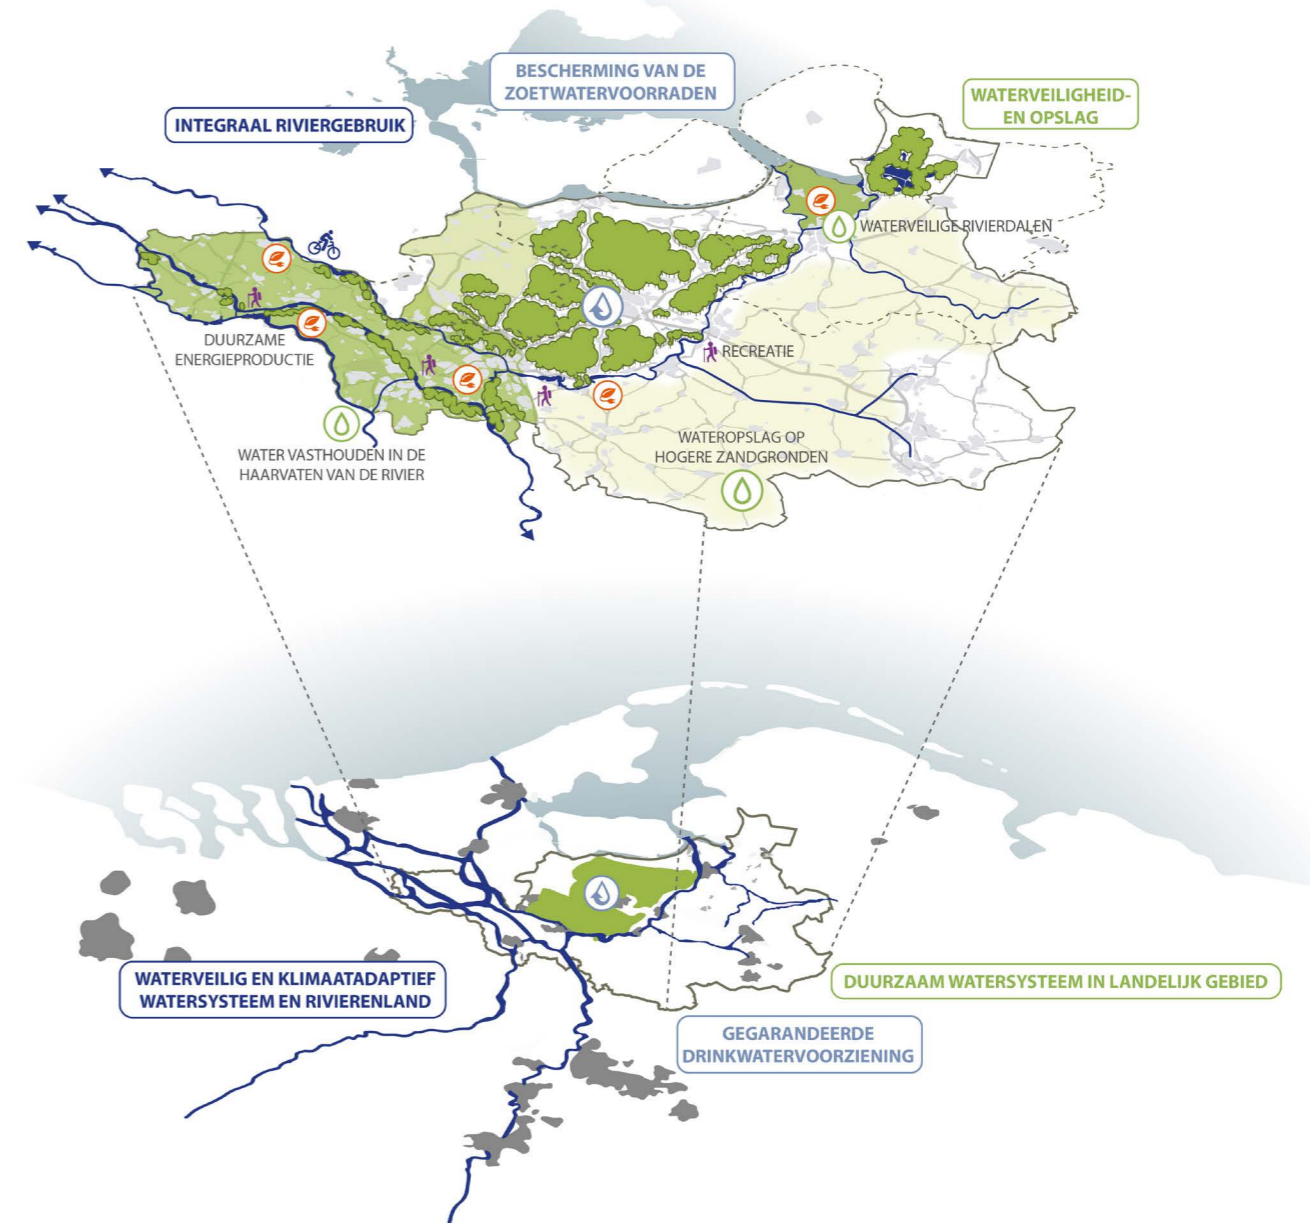 BESCHERMING VAN DE
ZOETWATERVOORRADEN
WATERVEILIGHEID-
EN OPSLAG
INTEGRAAL RIVIERGEBRUIK
WATERVEILIGE RIVIERDALEN
DUURZAME
ENERGIEPRODUCTIE
RECREATIE
WATER VASTHOUDEN IN DE
HAARVATEN VAN DE RIVIER
WATEROPSLAG OP
HOGERE ZANDGRONDEN
WATERVEILIG EN KLIMAATADAPTIEF
WATERSYSTEEM EN RIVIERENLAND
DUURZAAM WATERSYSTEEM IN LANDELIJK GEBIED
GEGARANDEERDE
DRINKWATERVOORZIENING